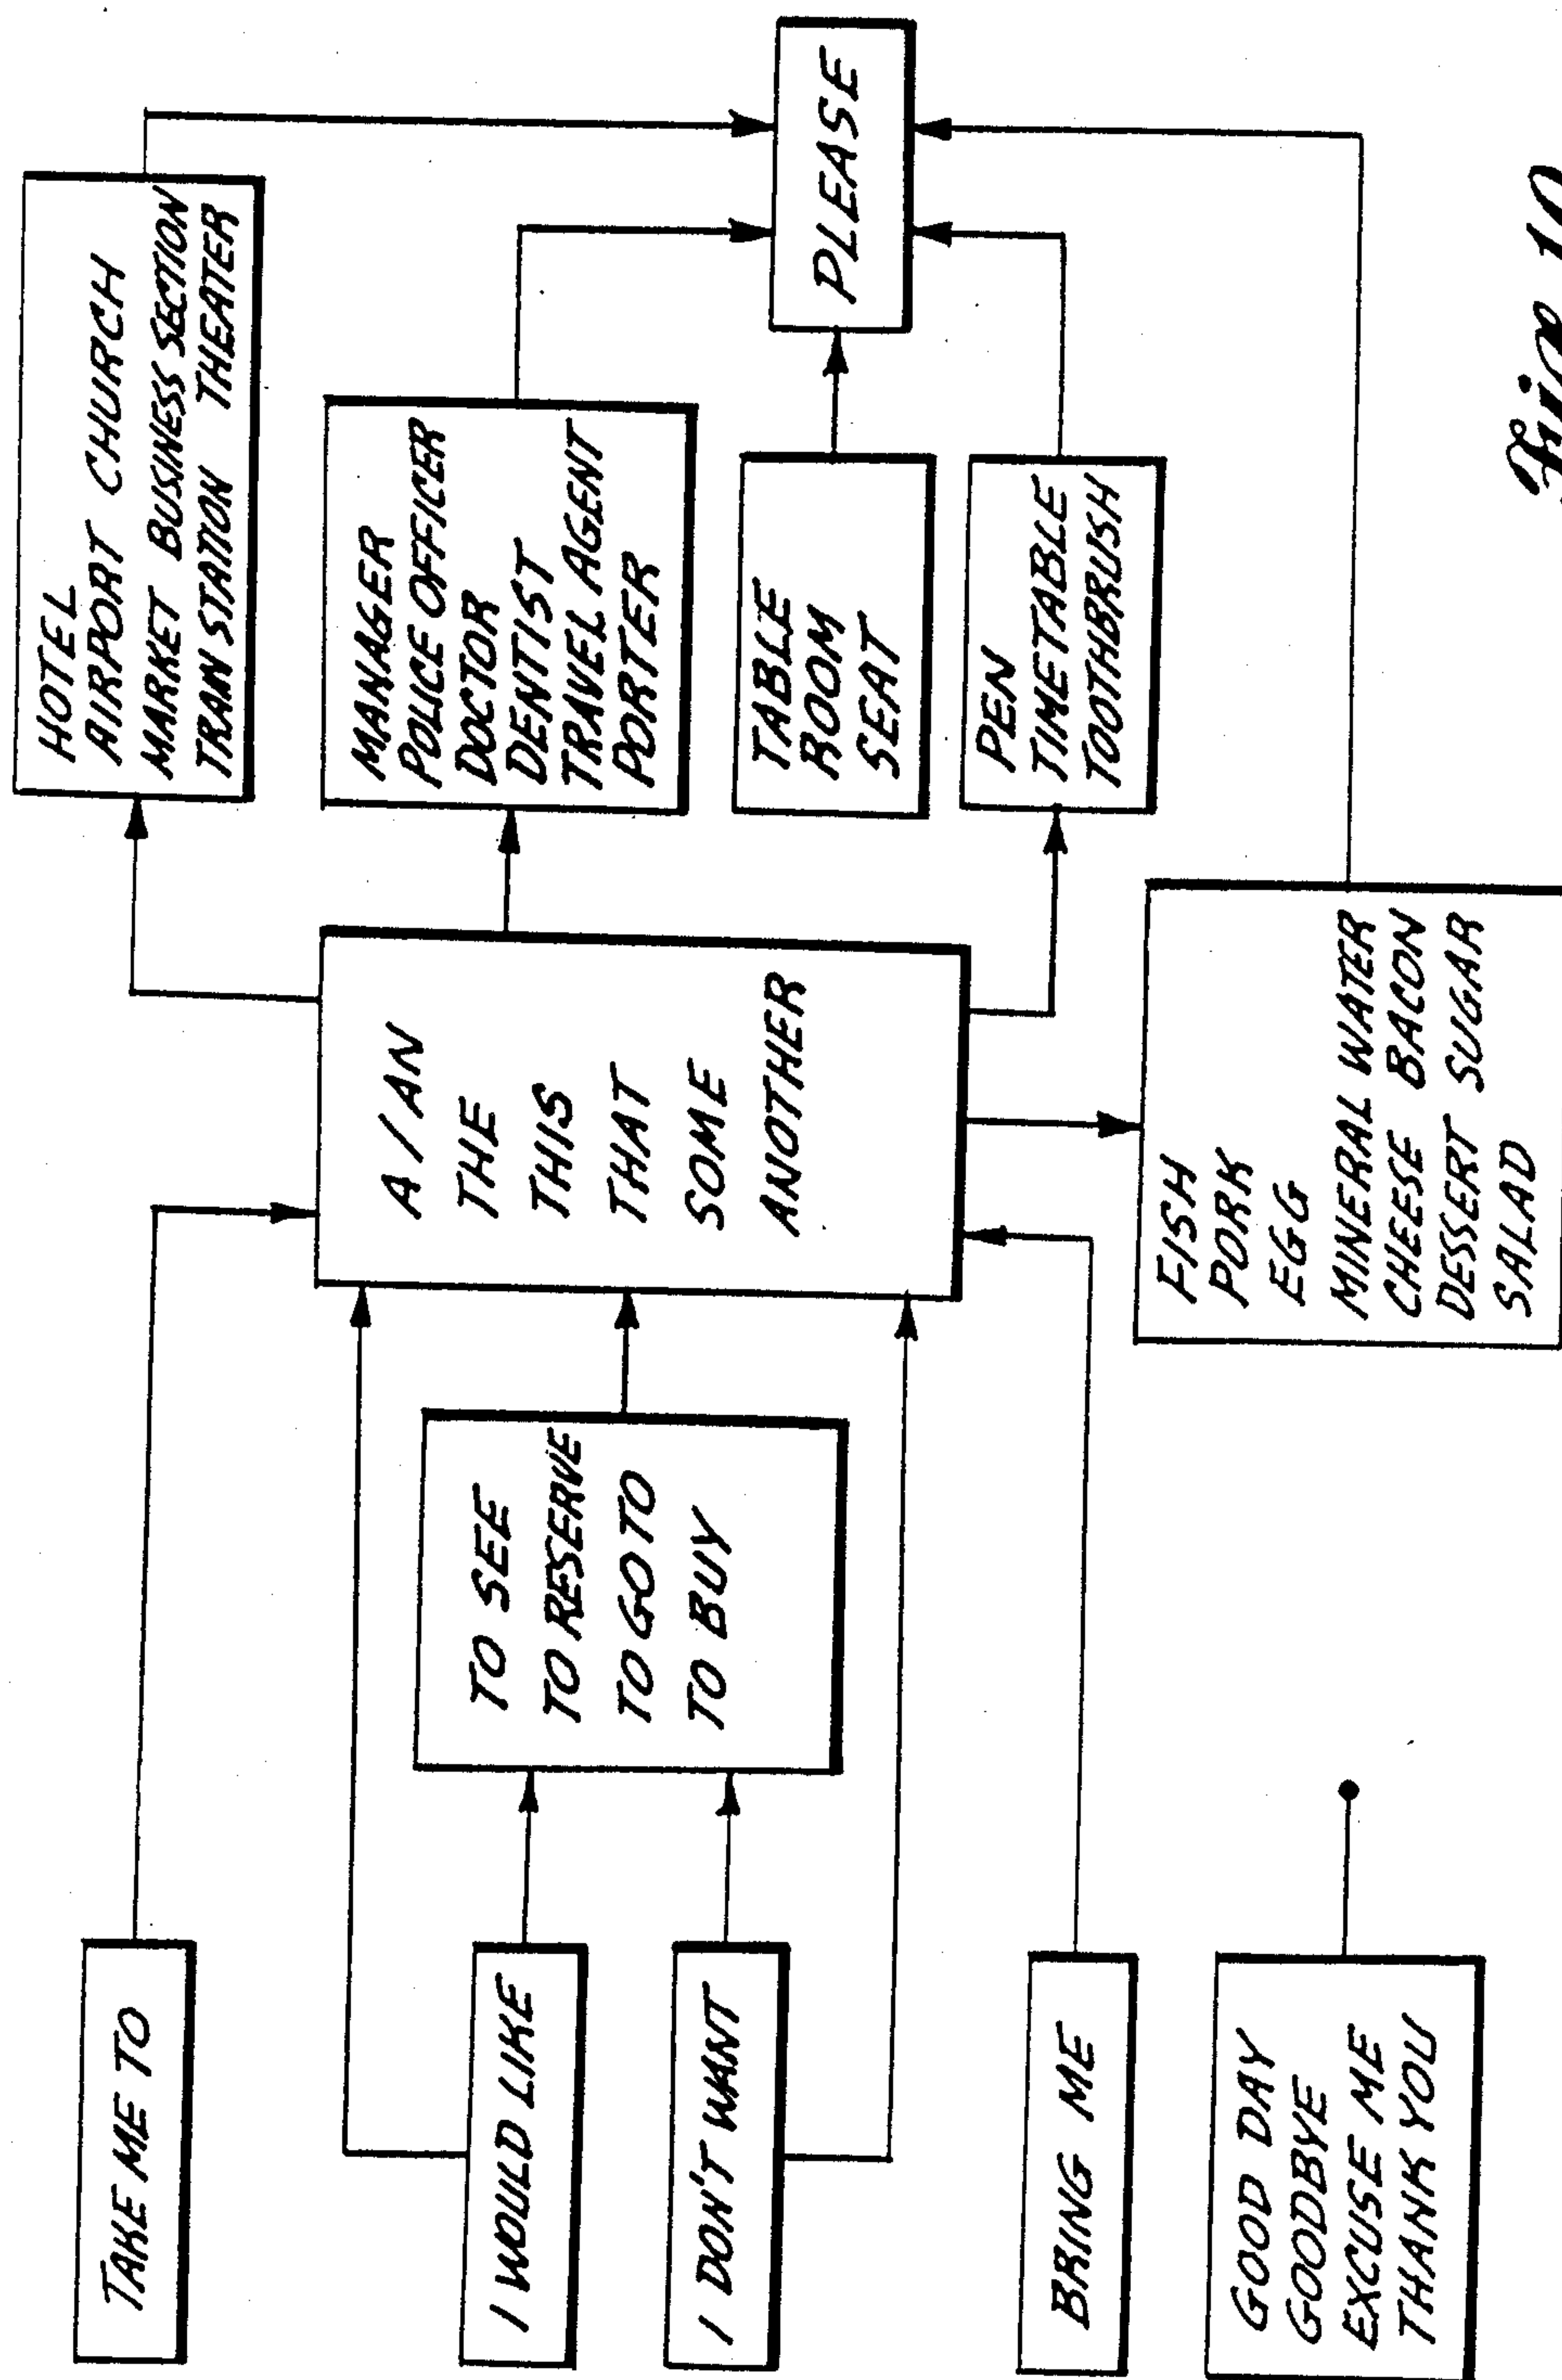 TAKE ME TO
I WOULD LIKE
I DON'T WANT
BRING ME
GOOD DAY
GOODBYE
EXCUSE ME
THANK YOU
TO SEE
TO RESERVE
TO GO TO
TO BUY
A/AN
THE
THIS
THAT
SOME
ANOTHER
HOTEL
AIRPORT CHURCH
MARKET BUSINESS SECTION
TRAIN STATION THEATER
MANAGER
POLICE OFFICER
DOCTOR
DENTIST
TRAVEL AGENT
PORTER
TABLE
ROOM
SEAT
PEN
TIMETABLE
TOOTHBRUSH
FISH
PORK
EGG
MINERAL WATER
CHEESE BACON
DESSERT SUGAR
SALAD
PLEASE
Fig. 10